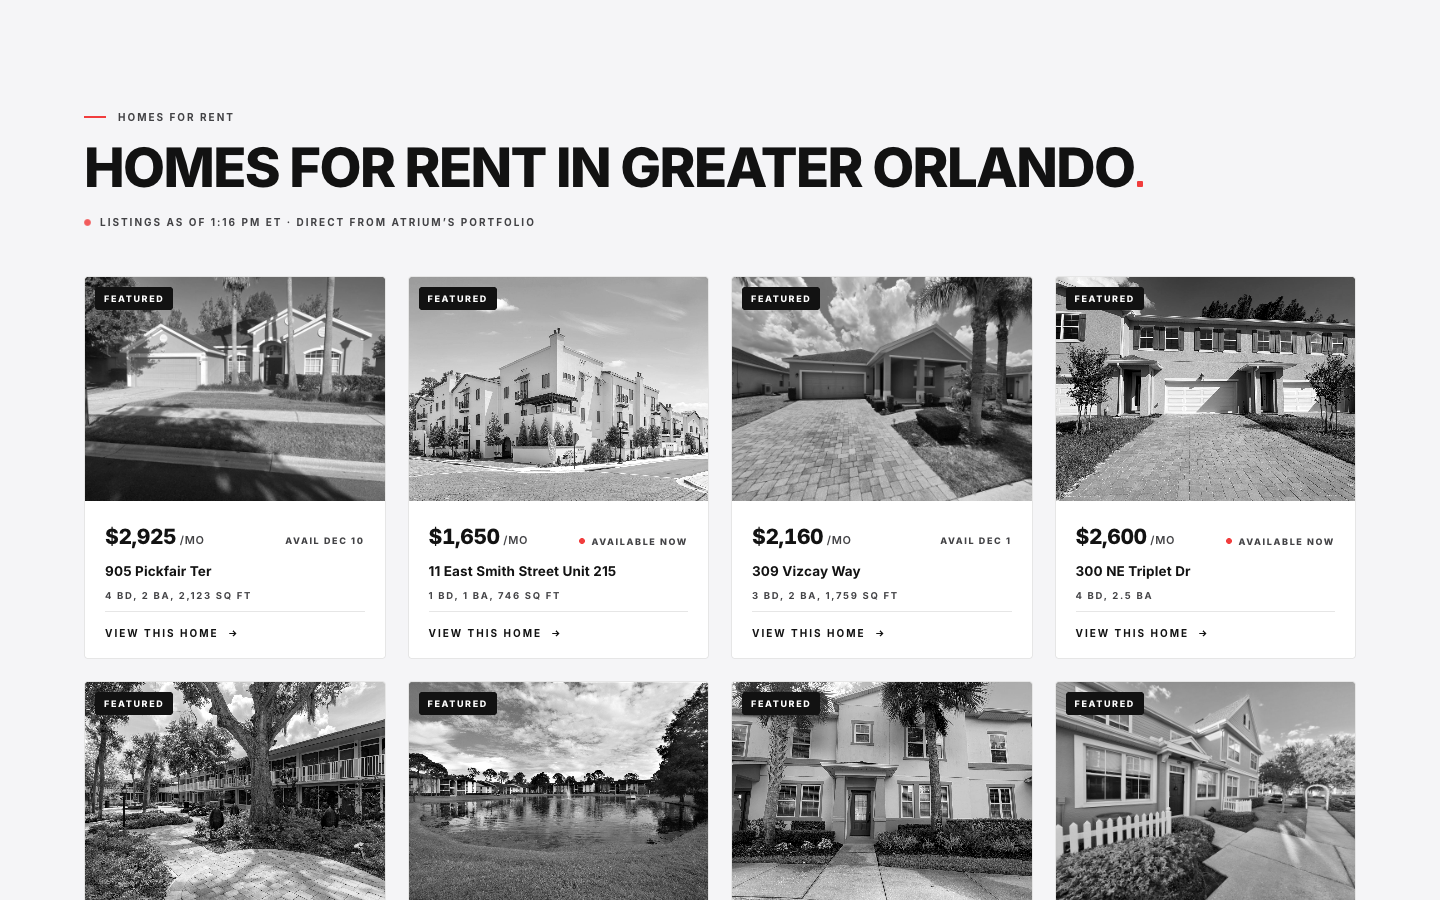 HOMES FOR RENT
HOMES FOR RENT IN GREATER ORLANDO.
LISTINGS AS OF 1:16 PM ET · DIRECT FROM ATRIUM’S PORTFOLIO
FEATURED
$2,925 /MO
AVAIL DEC 10
905 Pickfair Ter
4 BD, 2 BA, 2,123 SQ FT
VIEW THIS HOME →
FEATURED
$1,650 /MO
AVAILABLE NOW
11 East Smith Street Unit 215
1 BD, 1 BA, 746 SQ FT
VIEW THIS HOME →
FEATURED
$2,160 /MO
AVAIL DEC 1
309 Vizcay Way
3 BD, 2 BA, 1,759 SQ FT
VIEW THIS HOME →
FEATURED
$2,600 /MO
AVAILABLE NOW
300 NE Triplet Dr
4 BD, 2.5 BA
VIEW THIS HOME →
FEATURED
FEATURED
FEATURED
FEATURED